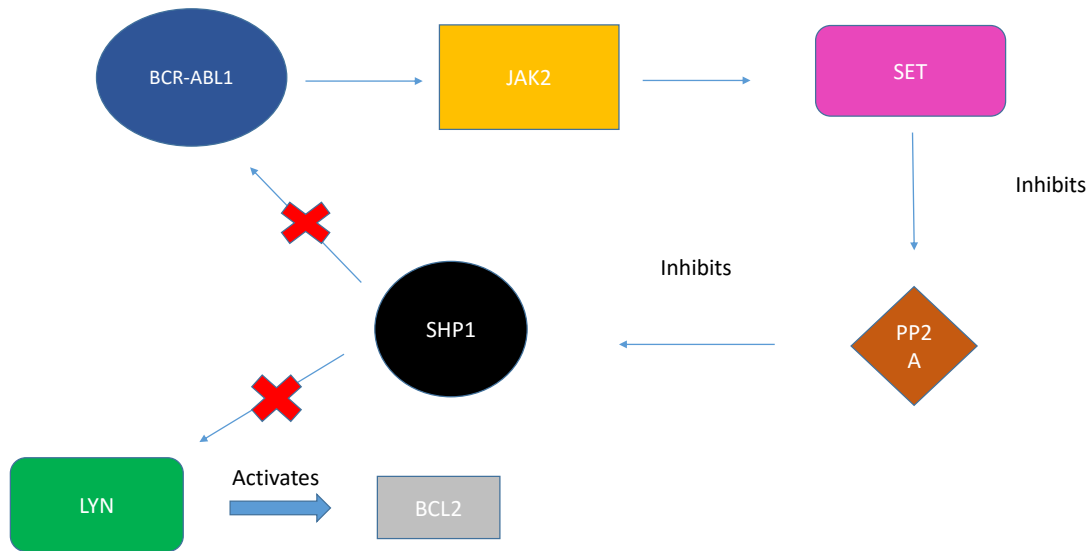 BCR-ABL1
JAK2
SET
Inhibits
Inhibits
SHP1
PP2
A
Activates
LYN
BCL2